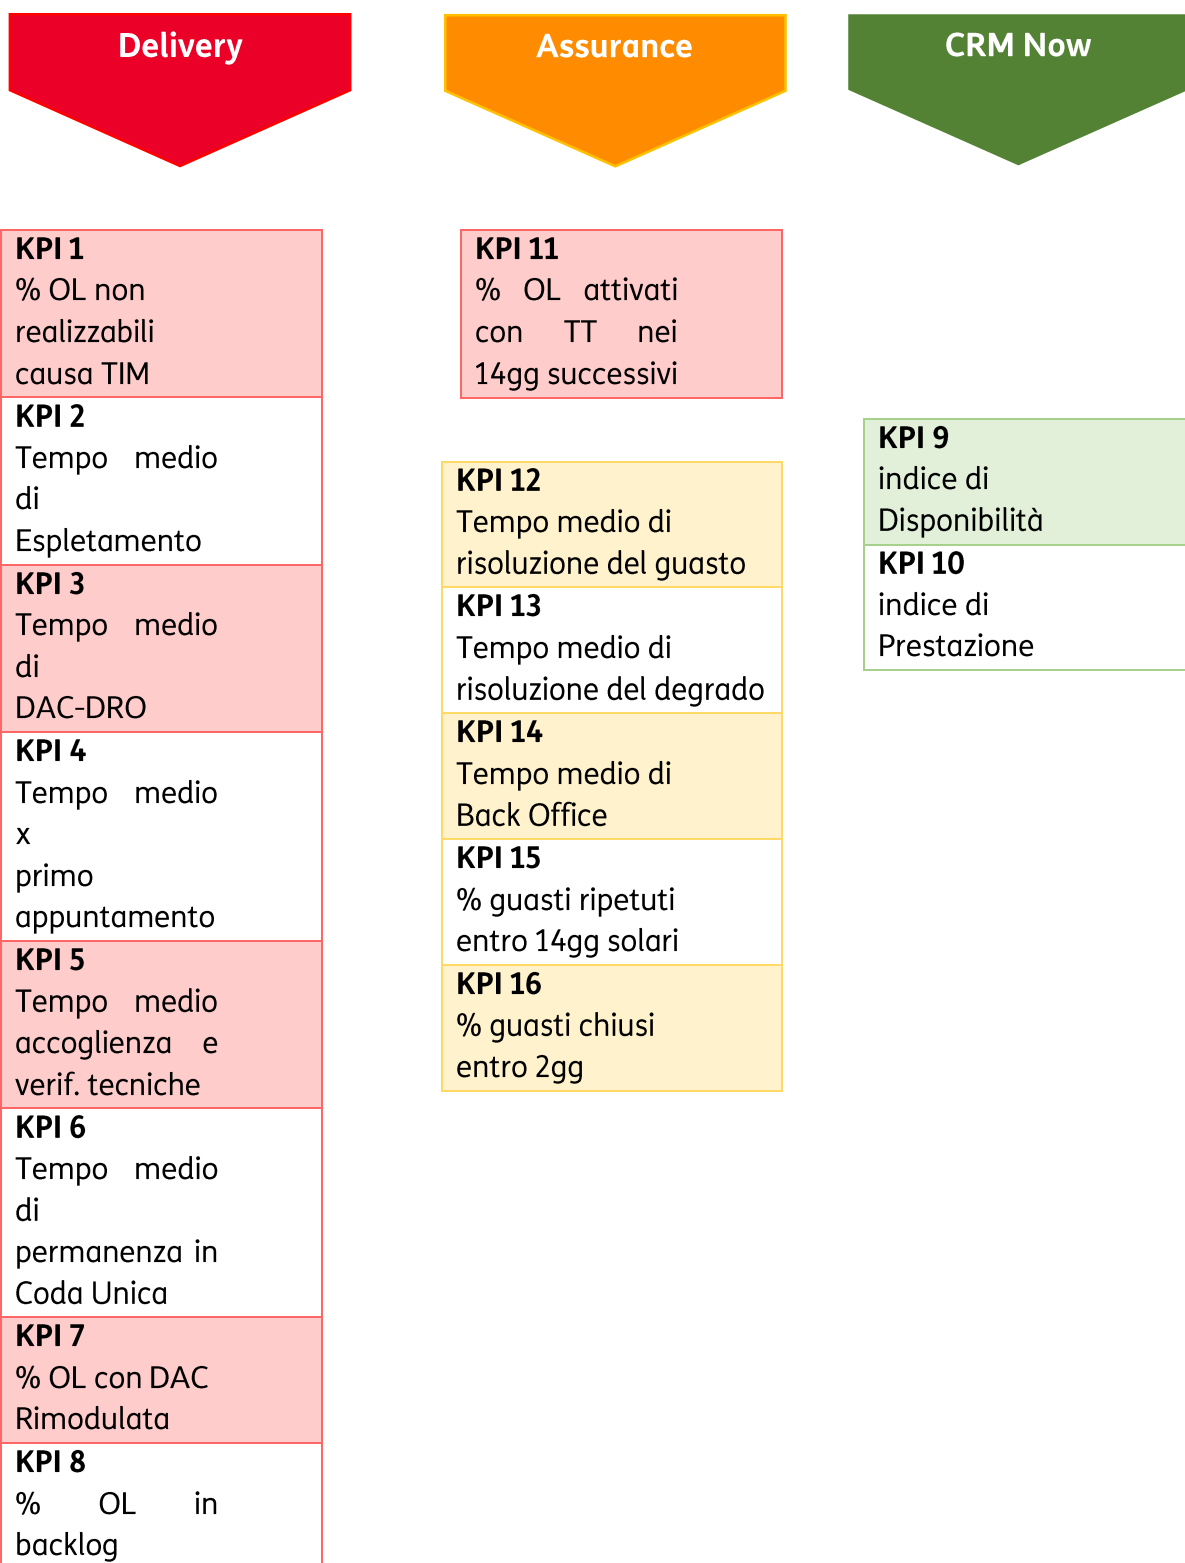 Delivery
KPI 1
% OL non
realizzabili
causa TIM
KPI 2
Tempo medio
di
Espletamento
KPI 3
Tempo medio
di
DAC-DRO
KPI 4
Tempo medio
x
primo
appuntamento
KPI 5
Tempo medio
accoglienza e
verif. tecniche
KPI 6
Tempo medio
di
permanenza in
Coda Unica
KPI 7
% OL con DAC
Rimodulata
KPI 8
% OL in
backlog
Assurance
KPI 11
% OL attivati
con TT nei
14gg successivi
KPI 12
Tempo medio di
risoluzione del guasto
KPI 13
Tempo medio di
risoluzione del degrado
KPI 14
Tempo medio di
Back Office
KPI 15
% guasti ripetuti
entro 14gg solari
KPI 16
% guasti chiusi
entro 2gg
CRM Now
KPI 9
indice di
Disponibilità
KPI 10
indice di
Prestazione